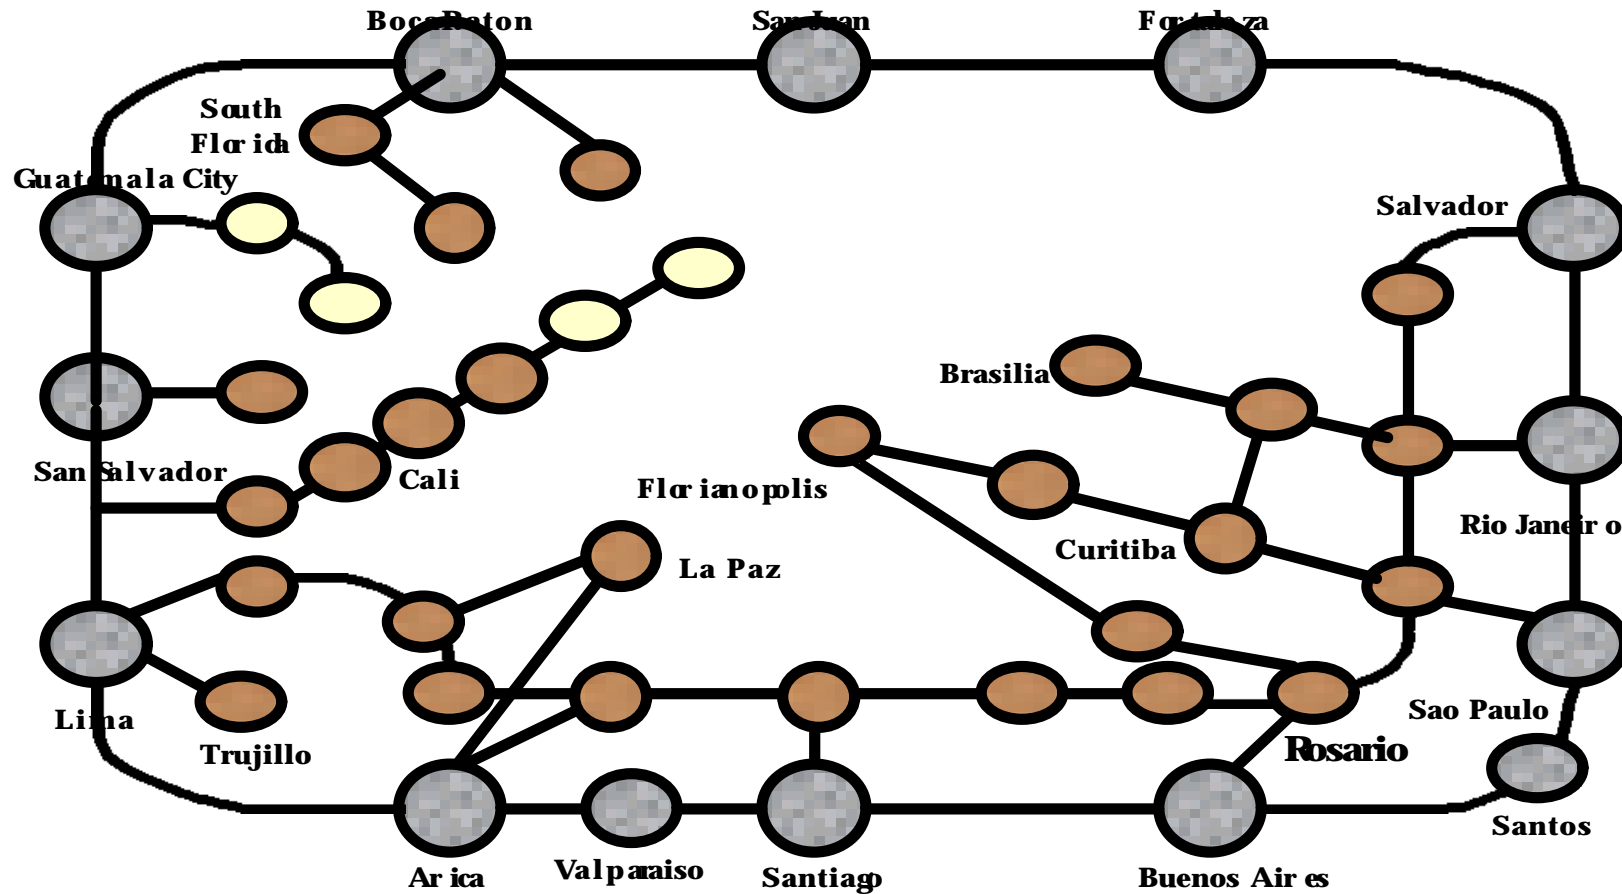 Boca Raton
San Juan
Fortaleza
South
Florida
Guatemala City
Salvador
Brasilia
San Salvador
Cali
Florianopolis
Rio Janeiro
Curitiba
La Paz
Lima
Sao Paulo
Trujillo
Rosario
Santos
Arica
Valparaiso
Santiago
Buenos Aires